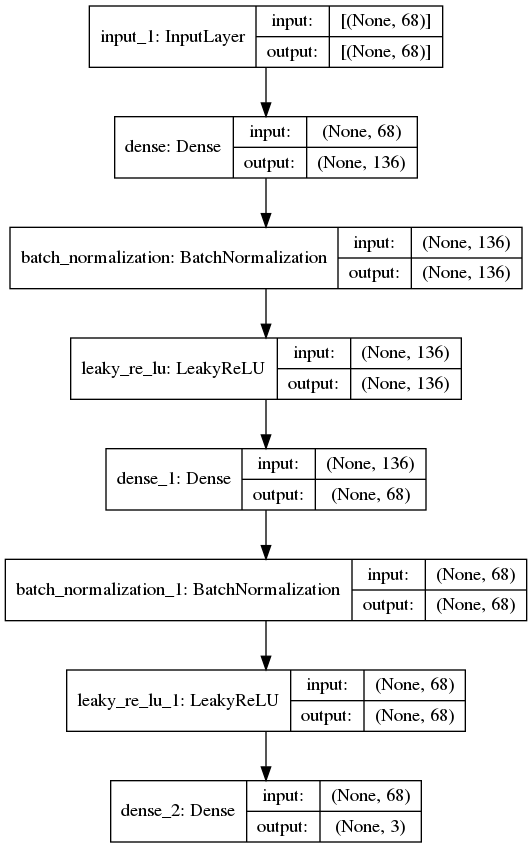 input_1: InputLayer
input:
[(None, 68)]
output:
[(None, 68)]
dense: Dense
input:
(None, 68)
output:
(None, 136)
batch_normalization: BatchNormalization
input:
(None, 136)
output:
(None, 136)
leaky_re_lu: LeakyReLU
input:
(None, 136)
output:
(None, 136)
dense_1: Dense
input:
(None, 136)
output:
(None, 68)
batch_normalization_1: BatchNormalization
input:
(None, 68)
output:
(None, 68)
leaky_re_lu_1: LeakyReLU
input:
(None, 68)
output:
(None, 68)
dense_2: Dense
input:
(None, 68)
output:
(None, 3)